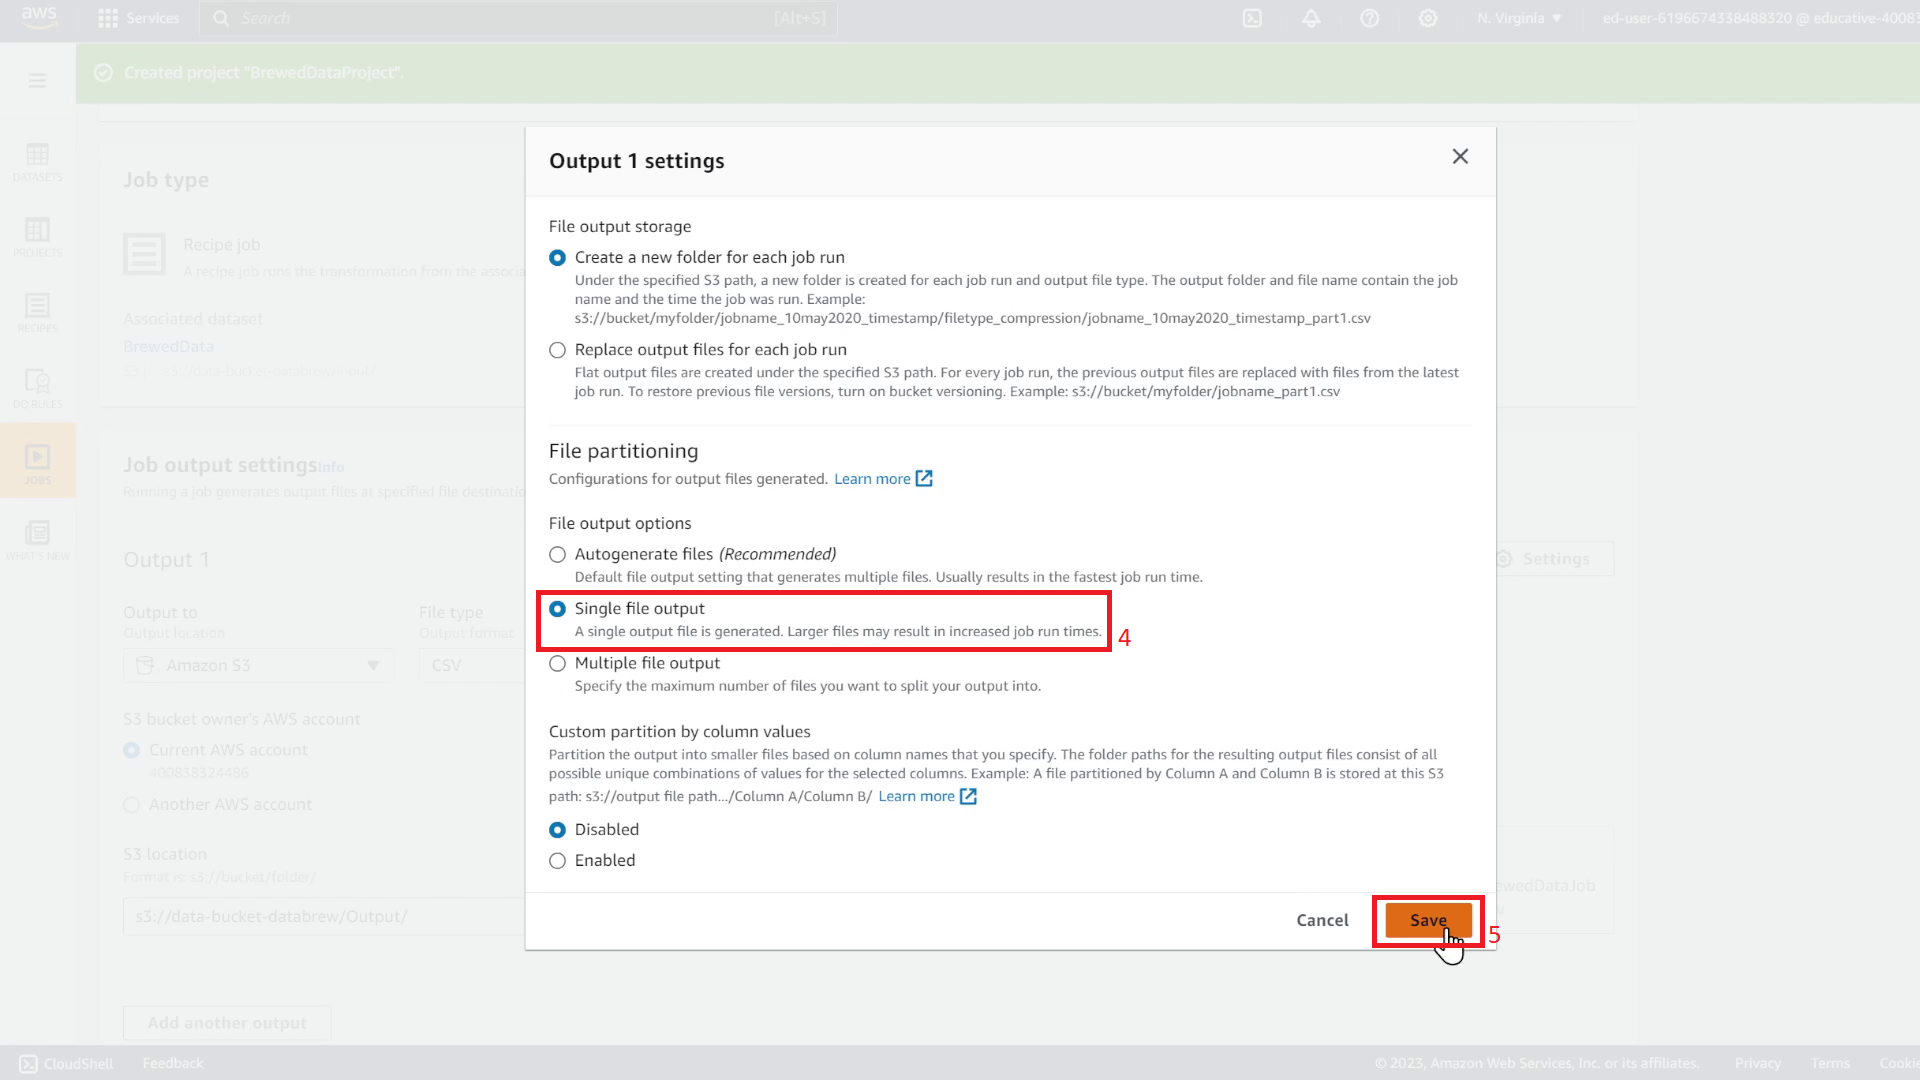 aws
Services
Search
[Alt+S]
N. Virginia
ed-user-6196674338488320 @ educative-40083
Created project "BrewedDataProject".
DATASETS
PROJECTS
RECIPES
DQ RULES
JOBS
WHAT'S NEW
Job type
Recipe job
A recipe job runs the transformation from the associa
Associated dataset
BrewedData
s3://data-bucket-databrew/Input/
Job output settings Info
Running a job generates output files at specified file destinatio
Output 1
Settings
Output to
Output location
File type
Output format
Amazon S3
CSV
S3 bucket owner's AWS account
Current AWS account
400838324486
Another AWS account
S3 location
Format is: s3://bucket/folder/
s3://data-bucket-databrew/Output/
ewedDataJob
Add another output
Output 1 settings
File output storage
Create a new folder for each job run
Under the specified S3 path, a new folder is created for each job run and output file type. The output folder and file name contain the job
name and the time the job was run. Example:
s3://bucket/myfolder/jobname_10may2020_timestamp/filetype_compression/jobname_10may2020_timestamp_part1.csv
Replace output files for each job run
Flat output files are created under the specified S3 path. For every job run, the previous output files are replaced with files from the latest
job run. To restore previous file versions, turn on bucket versioning. Example: s3://bucket/myfolder/jobname_part1.csv
File partitioning
Configurations for output files generated. Learn more
File output options
Autogenerate files (Recommended)
Default file output setting that generates multiple files. Usually results in the fastest job run time.
Single file output
A single output file is generated. Larger files may result in increased job run times.
4
Multiple file output
Specify the maximum number of files you want to split your output into.
Custom partition by column values
Partition the output into smaller files based on column names that you specify. The folder paths for the resulting output files consist of all
possible unique combinations of values for the selected columns. Example: A file partitioned by Column A and Column B is stored at this S3
path: s3://output file path.../Column A/Column B/ Learn more
Disabled
Enabled
Cancel
Save
5
CloudShell
Feedback
© 2023, Amazon Web Services, Inc. or its affiliates.
Privacy
Terms
Cookie